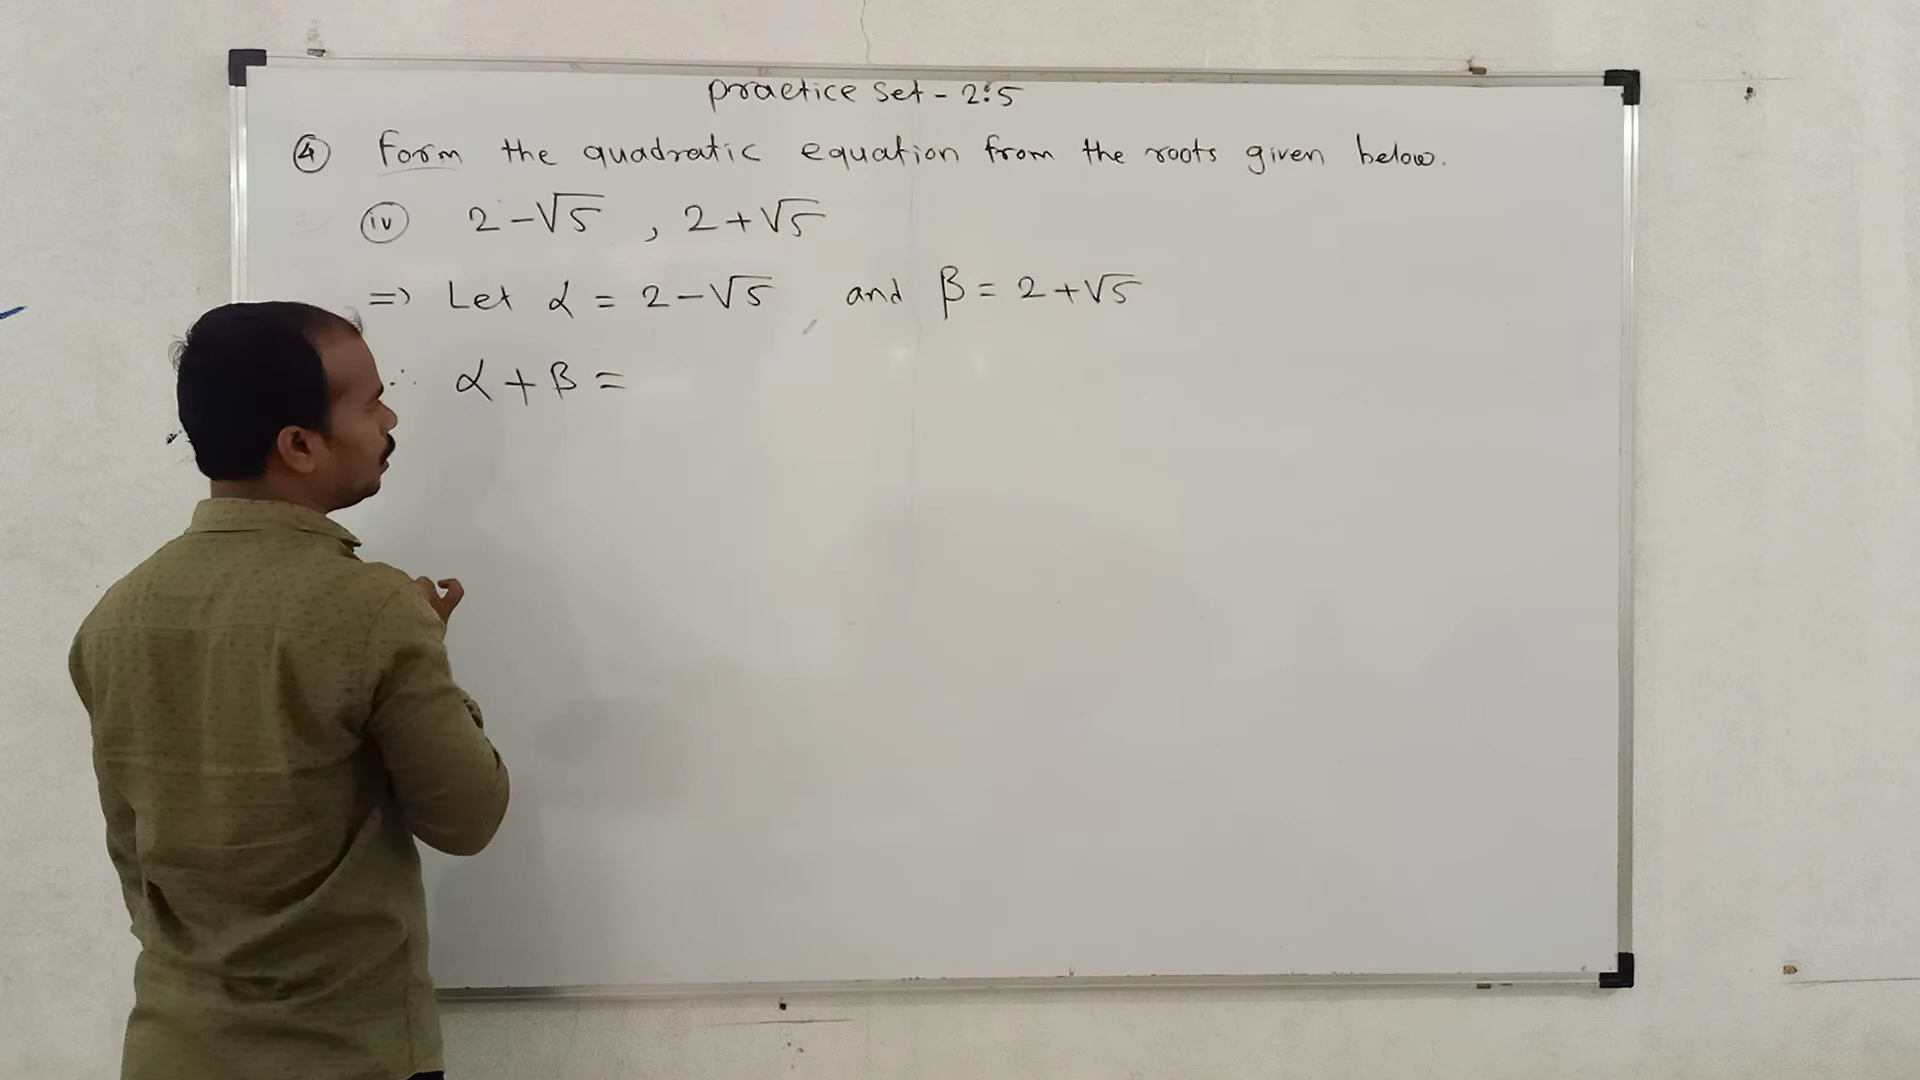 Practice Set - 2.5
④ Form the quadratic equation from the roots given below.
(iv) 2-√5 , 2+√5
=> Let α = 2-√5 and β = 2+√5
∴ α+β =